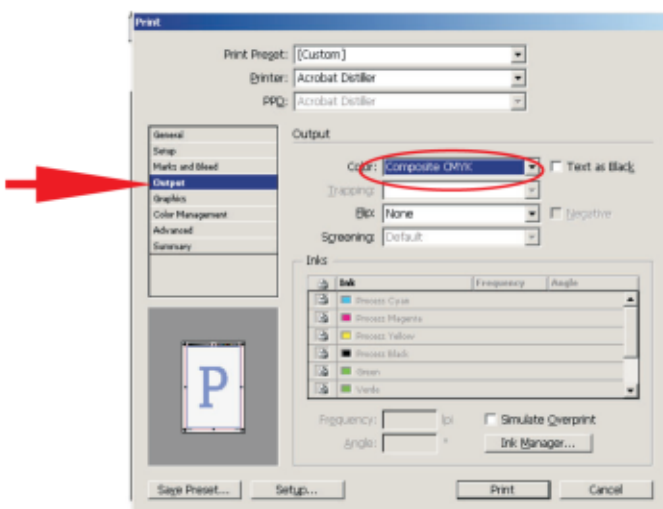 Print
Print Preset: [Custom]
Printer: Acrobat Distiller
PPD: Acrobat Distiller
General
Setup
Marks and Bleed
Output
Graphics
Color Management
Advanced
Summary
Output
Color: Composite CMYK Text as Black
Trapping:
Flip: None Negative
Screening: Default
Inks
Ink Frequency Angle
Process Cyan
Process Magenta
Process Yellow
Process Black
Green
Verde
P
Frequency: lpi Simulate Overprint
Angle: ° Ink Manager...
Save Preset... Setup... Print Cancel